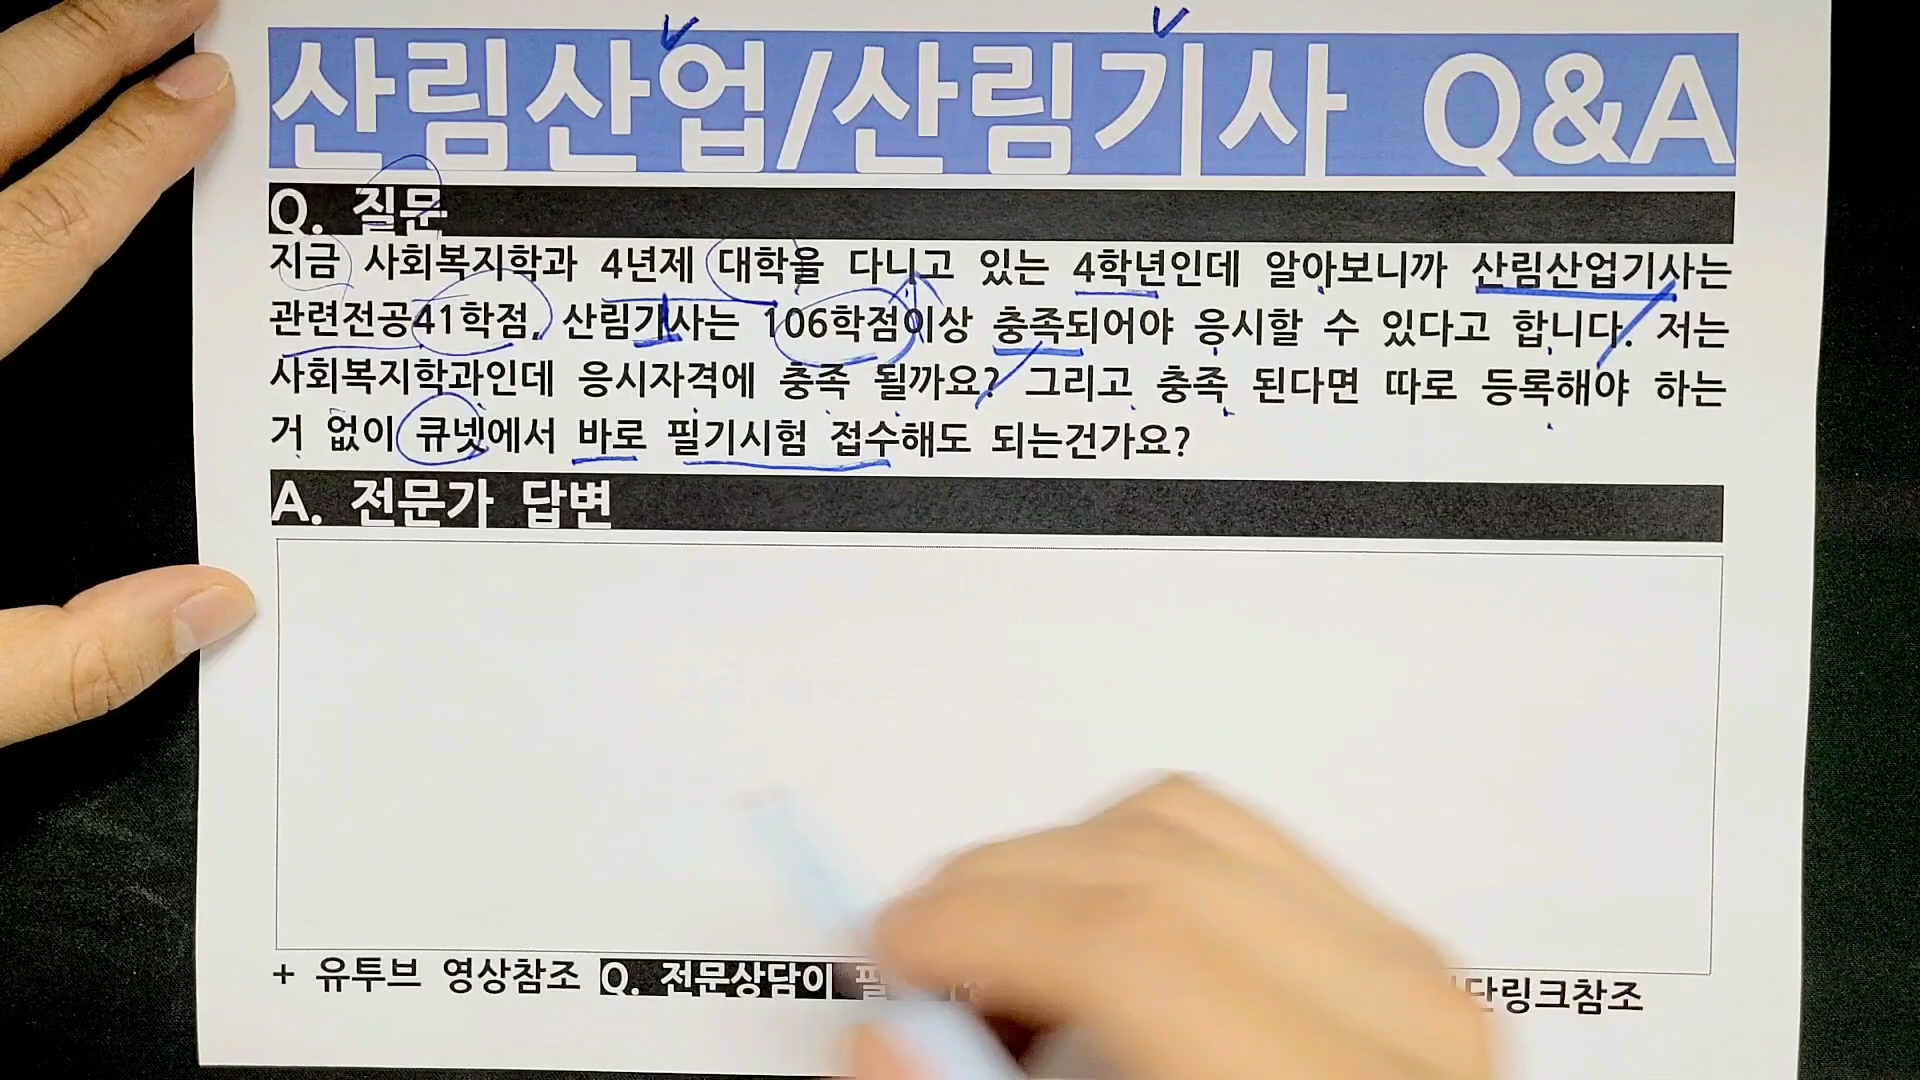 산림산업/산림기사 Q&A
Q. 질문
지금 사회복지학과 4년제 대학을 다니고 있는 4학년인데 알아보니까 산림산업기사는
관련전공41학점, 산림기사는 106학점이상 충족되어야 응시할 수 있다고 합니다. 저는
사회복지학과인데 응시자격에 충족 될까요? 그리고 충족 된다면 따로 등록해야 하는
거 없이 큐넷에서 바로 필기시험 접수해도 되는건가요?
A. 전문가 답변
+ 유튜브 영상참조 Q. 전문상담이 단링크참조